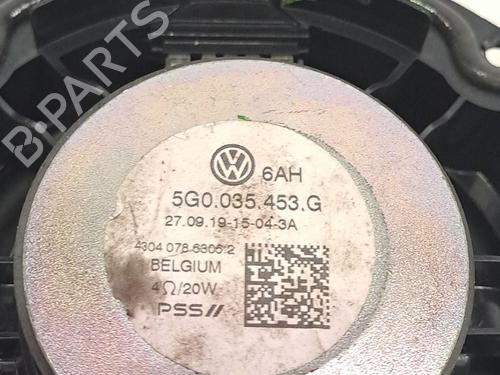 B-PARTS
6AH
5G0.035.453.G
27.09.19-15-04-3A
4304 078 6306 2
BELGIUM
4Ω/20W
PSS//